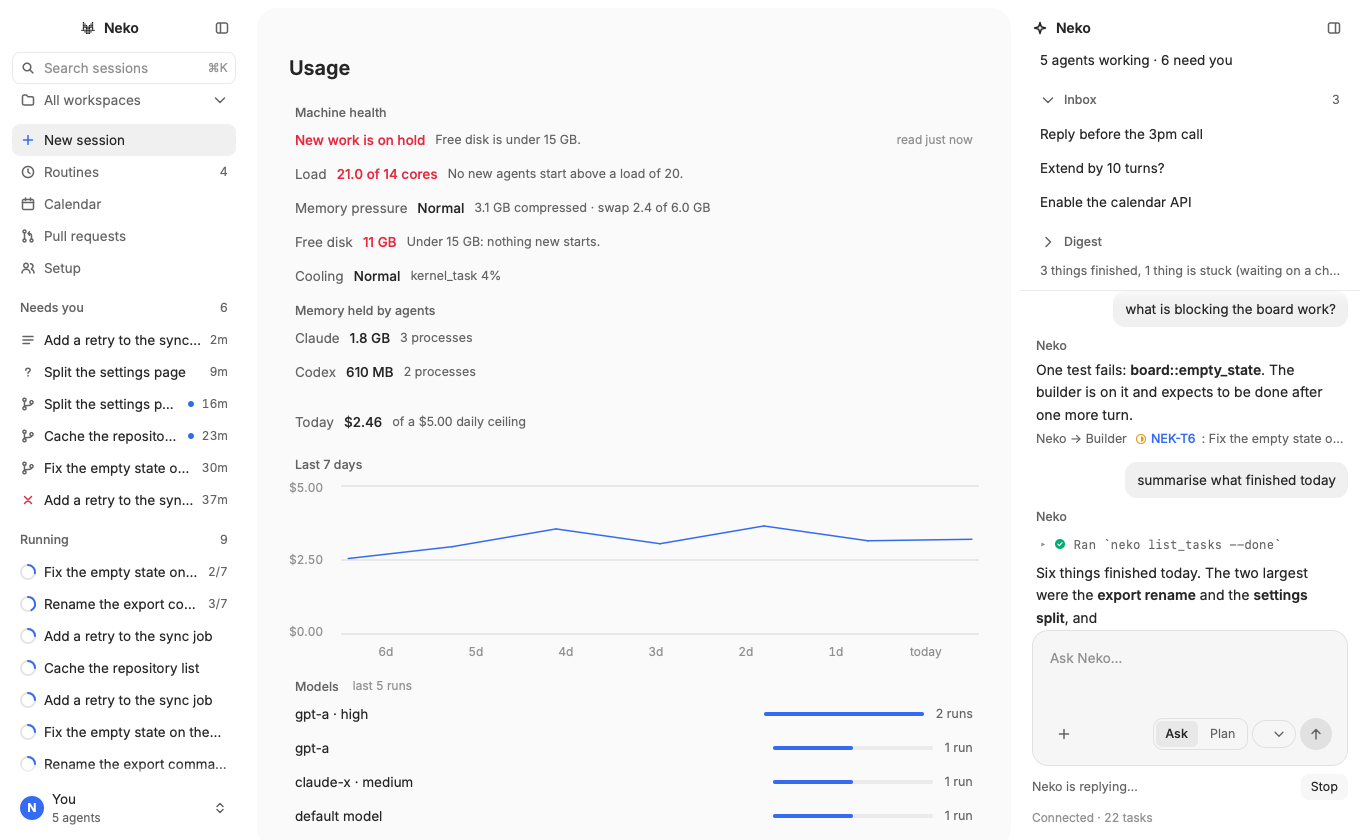 Neko
Search sessions ⌘K
All workspaces
New session
Routines 4
Calendar
Pull requests
Setup
Needs you 6
Add a retry to the sync... 2m
? Split the settings page 9m
Split the settings p... 16m
Cache the reposito... 23m
Fix the empty state o... 30m
Add a retry to the syn... 37m
Running 9
Fix the empty state on... 2/7
Rename the export co... 3/7
Add a retry to the sync job
Cache the repository list
Add a retry to the sync job
Fix the empty state on the...
Rename the export comma...
N You
5 agents
Usage
Machine health
New work is on hold Free disk is under 15 GB. read just now
Load 21.0 of 14 cores No new agents start above a load of 20.
Memory pressure Normal 3.1 GB compressed · swap 2.4 of 6.0 GB
Free disk 11 GB Under 15 GB: nothing new starts.
Cooling Normal kernel_task 4%
Memory held by agents
Claude 1.8 GB 3 processes
Codex 610 MB 2 processes
Today $2.46 of a $5.00 daily ceiling
Last 7 days
$5.00
$2.50
$0.00
6d 5d 4d 3d 2d 1d today
Models last 5 runs
gpt-a · high 2 runs
gpt-a 1 run
claude-x · medium 1 run
default model 1 run
Neko
5 agents working · 6 need you
Inbox 3
Reply before the 3pm call
Extend by 10 turns?
Enable the calendar API
Digest
3 things finished, 1 thing is stuck (waiting on a ch...
what is blocking the board work?
Neko
One test fails: board::empty_state. The
builder is on it and expects to be done after
one more turn.
Neko → Builder NEK-T6 : Fix the empty state o...
summarise what finished today
Neko
Ran `neko list_tasks --done`
Six things finished today. The two largest
were the export rename and the settings
split, and
Ask Neko...
Ask Plan
Neko is replying... Stop
Connected · 22 tasks